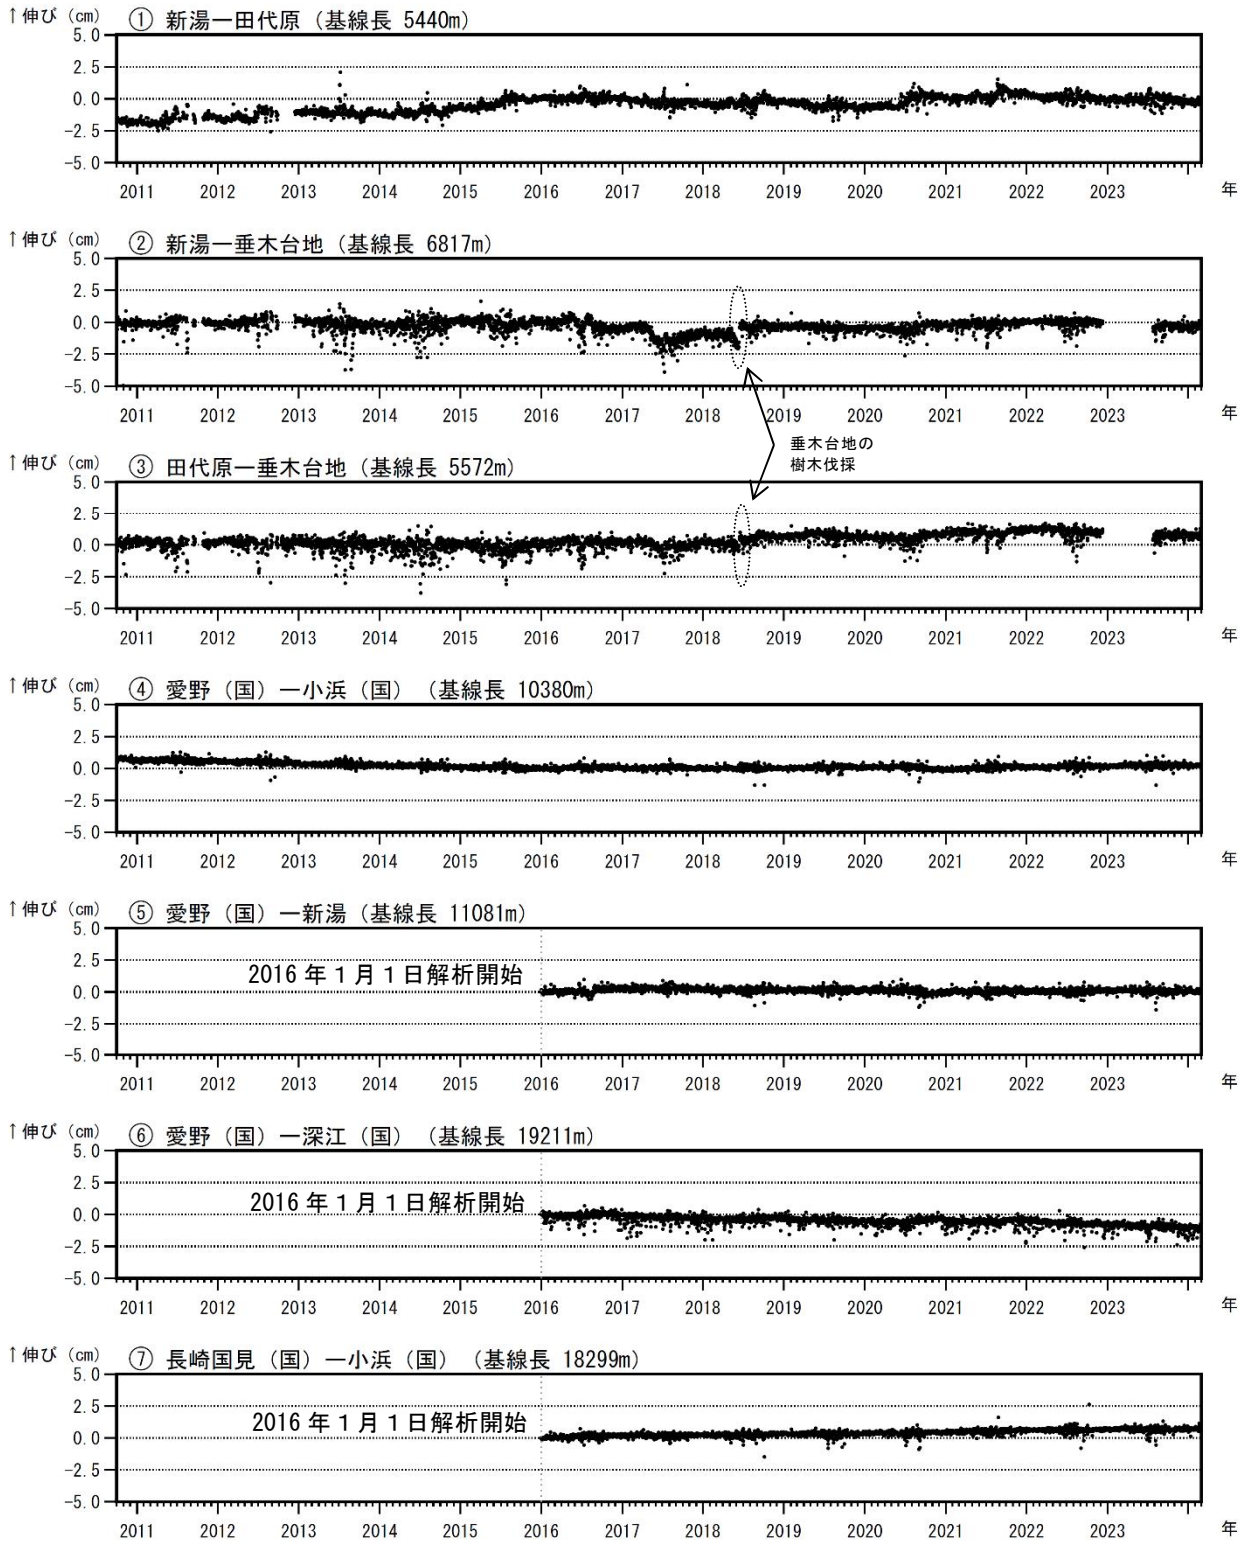 ↑伸び（cm） ① 新湯－田代原（基線長 5440m）
5.0
2.5
0.0
-2.5
-5.0
2011 2012 2013 2014 2015 2016 2017 2018 2019 2020 2021 2022 2023 年
↑伸び（cm） ② 新湯－垂木台地（基線長 6817m）
5.0
2.5
0.0
-2.5
-5.0
2011 2012 2013 2014 2015 2016 2017 2018 2019 2020 2021 2022 2023 年
垂木台地の
樹木伐採
↑伸び（cm） ③ 田代原－垂木台地（基線長 5572m）
5.0
2.5
0.0
-2.5
-5.0
2011 2012 2013 2014 2015 2016 2017 2018 2019 2020 2021 2022 2023 年
↑伸び（cm） ④ 愛野（国）－小浜（国）（基線長 10380m）
5.0
2.5
0.0
-2.5
-5.0
2011 2012 2013 2014 2015 2016 2017 2018 2019 2020 2021 2022 2023 年
↑伸び（cm） ⑤ 愛野（国）－新湯（基線長 11081m）
5.0
2.5
2016年１月１日解析開始
0.0
-2.5
-5.0
2011 2012 2013 2014 2015 2016 2017 2018 2019 2020 2021 2022 2023 年
↑伸び（cm） ⑥ 愛野（国）－深江（国）（基線長 19211m）
5.0
2.5
2016年１月１日解析開始
0.0
-2.5
-5.0
2011 2012 2013 2014 2015 2016 2017 2018 2019 2020 2021 2022 2023 年
↑伸び（cm） ⑦ 長崎国見（国）－小浜（国）（基線長 18299m）
5.0
2.5
2016年１月１日解析開始
0.0
-2.5
-5.0
2011 2012 2013 2014 2015 2016 2017 2018 2019 2020 2021 2022 2023 年